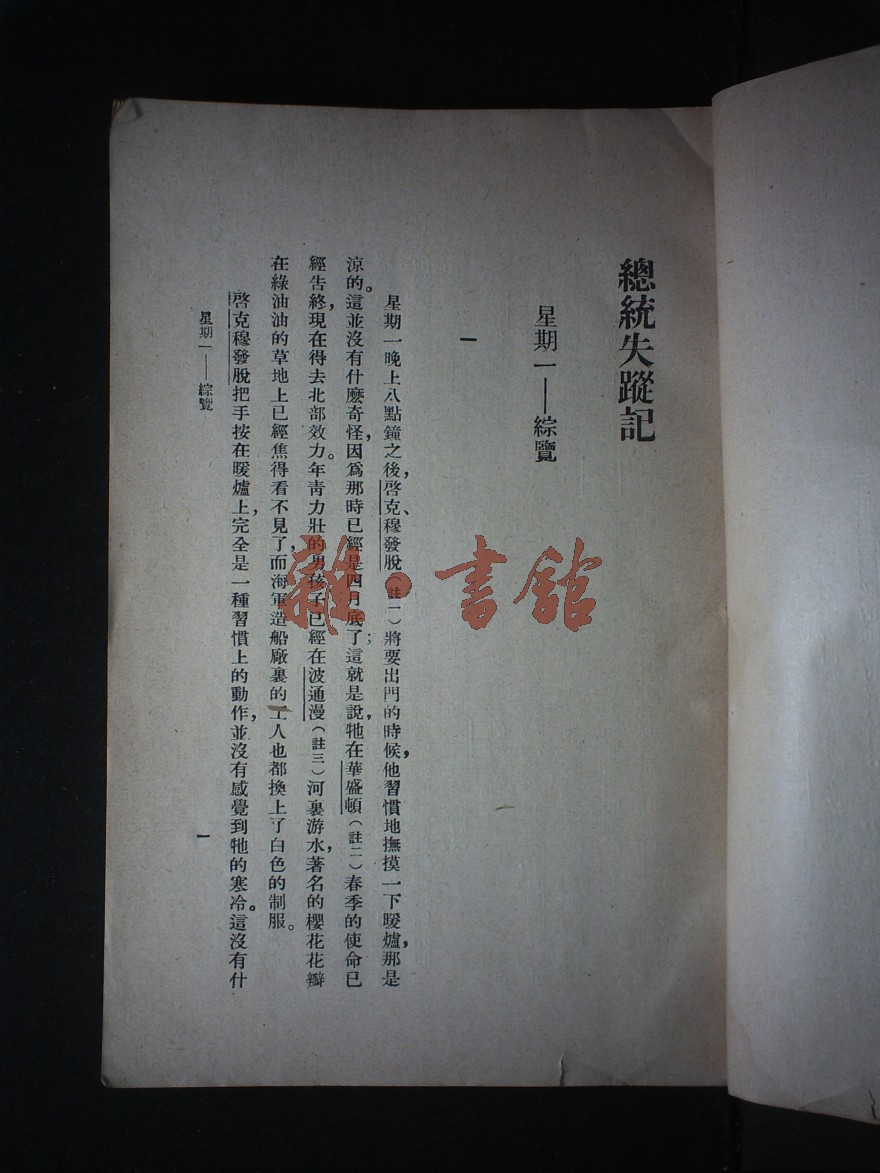 總統失蹤記
星期一——綜覽
一
星期一晚上八點鐘之後，啓克、穆發脫（註一）將要出門的時候，他習慣地撫摸一下暖爐，那是
涼的。這並沒有什麼奇怪，因爲那時已經是四月底了；這就是說，牠在華盛頓（註二）春季的使命已
經告終，現在得去北部效力。年靑力壯的男孩子已經在波通漫（註三）河裏游水，著名的櫻花花瓣
在綠油油的草地上已經焦得看不見了，而海軍造船廠裏的工人也都換上了白色的制服。
啓克穆發脫把手按在暖爐上，完全是一種習慣上的動作，並沒有感覺到牠的寒冷。這沒有什
星期一——綜覽
一
雜·書館